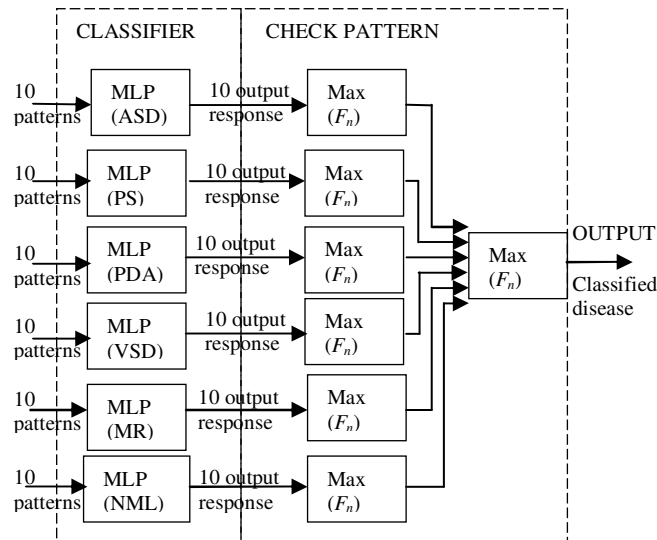 CLASSIFIER
CHECK PATTERN
10
patterns
MLP
(ASD)
10 output
response
Max
(Fn)
10
patterns
MLP
(PS)
10 output
response
Max
(Fn)
10
patterns
MLP
(PDA)
10 output
response
Max
(Fn)
10
patterns
MLP
(VSD)
10 output
response
Max
(Fn)
10
patterns
MLP
(MR)
10 output
response
Max
(Fn)
10
patterns
MLP
(NML)
10 output
response
Max
(Fn)
Max
(Fn)
OUTPUT
Classified
disease